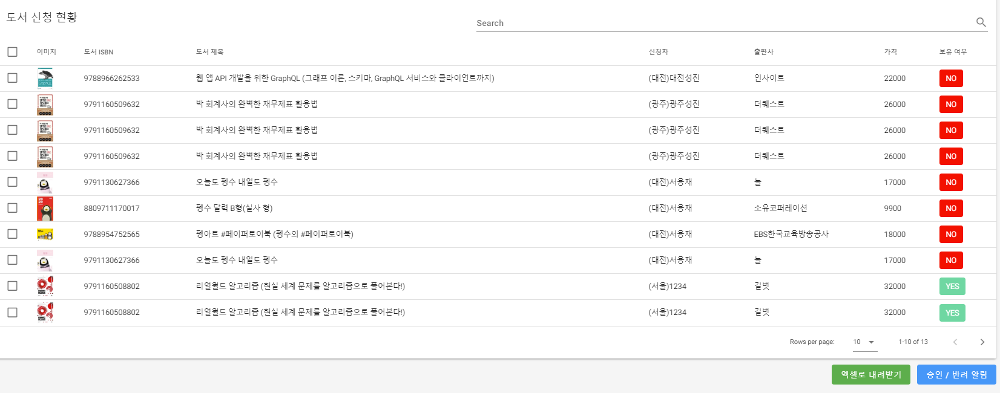 도서 신청 현황
Search
이미지 도서 ISBN 도서 제목 신청자 출판사 가격 보유 여부
9788966262533 웹 앱 API 개발을 위한 GraphQL (그래프 이론, 스키마, GraphQL 서비스와 클라이언트까지) (대전)대전성진 인사이트 22000 NO
9791160509632 박 회계사의 완벽한 재무제표 활용법 (광주)광주성진 더퀘스트 26000 NO
9791160509632 박 회계사의 완벽한 재무제표 활용법 (광주)광주성진 더퀘스트 26000 NO
9791160509632 박 회계사의 완벽한 재무제표 활용법 (광주)광주성진 더퀘스트 26000 NO
9791130627366 오늘도 펭수 내일도 펭수 (대전)서용재 놀 17000 NO
8809711170017 펭수 달력 B형(실사 형) (대전)서용재 소유코퍼레이션 9900 NO
9788954752565 펭아트 #페이퍼토이북 (펭수의 #페이퍼토이북) (대전)서용재 EBS한국교육방송공사 18000 NO
9791130627366 오늘도 펭수 내일도 펭수 (대전)서용재 놀 17000 NO
9791160508802 리얼월드 알고리즘 (현실 세계 문제를 알고리즘으로 풀어본다!) (서울)1234 길벗 32000 YES
9791160508802 리얼월드 알고리즘 (현실 세계 문제를 알고리즘으로 풀어본다!) (서울)1234 길벗 32000 YES
Rows per page: 10 1-10 of 13
엑셀로 내려받기 승인 / 반려 알림